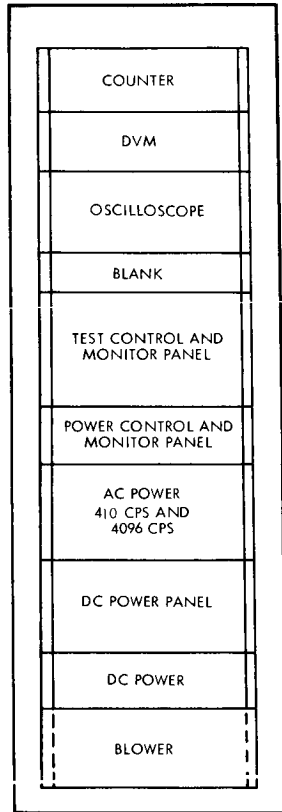 COUNTER
DVM
OSCILLOSCOPE
BLANK
TEST CONTROL AND
MONITOR PANEL
POWER CONTROL AND
MONITOR PANEL
AC POWER
410 CPS AND
4096 CPS
DC POWER PANEL
DC POWER
BLOWER